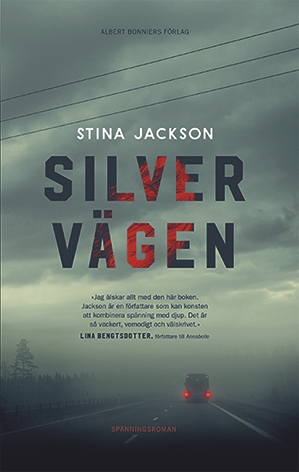 ALBERT BONNIERS FÖRLAG
STINA JACKSON
SILVER
VÄGEN
»Jag älskar allt med den här boken.
Jackson är en författare som kan konsten
att kombinera spänning med djup. Det är
så vackert, vemodigt och välskrivet.«
LINA BENGTSDOTTER, författare till Annabelle
SPÄNNINGSROMAN